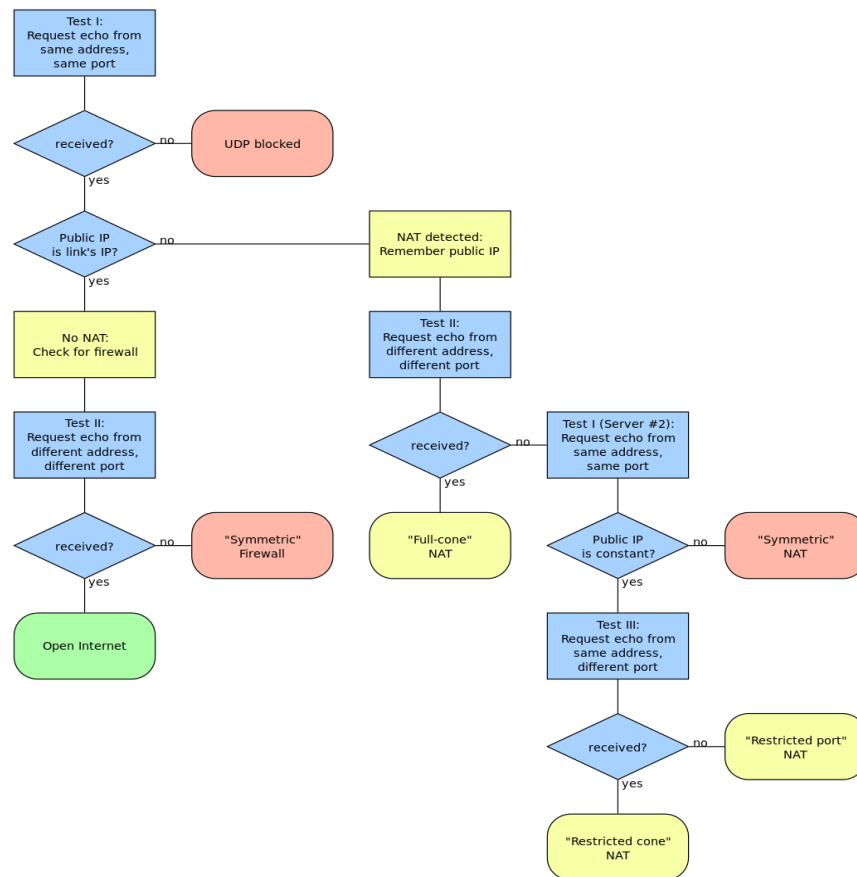 Test I:
Request echo from
same address,
same port
received?
no
UDP blocked
yes
Public IP
is link's IP?
no
NAT detected:
Remember public IP
yes
No NAT:
Check for firewall
Test II:
Request echo from
different address,
different port
Test II:
Request echo from
different address,
different port
received?
no
Test I (Server #2):
Request echo from
same address,
same port
yes
received?
no
"Symmetric"
Firewall
"Full-cone"
NAT
Public IP
is constant?
no
"Symmetric"
NAT
yes
yes
Open Internet
Test III:
Request echo from
same address,
different port
received?
no
"Restricted port"
NAT
yes
"Restricted cone"
NAT